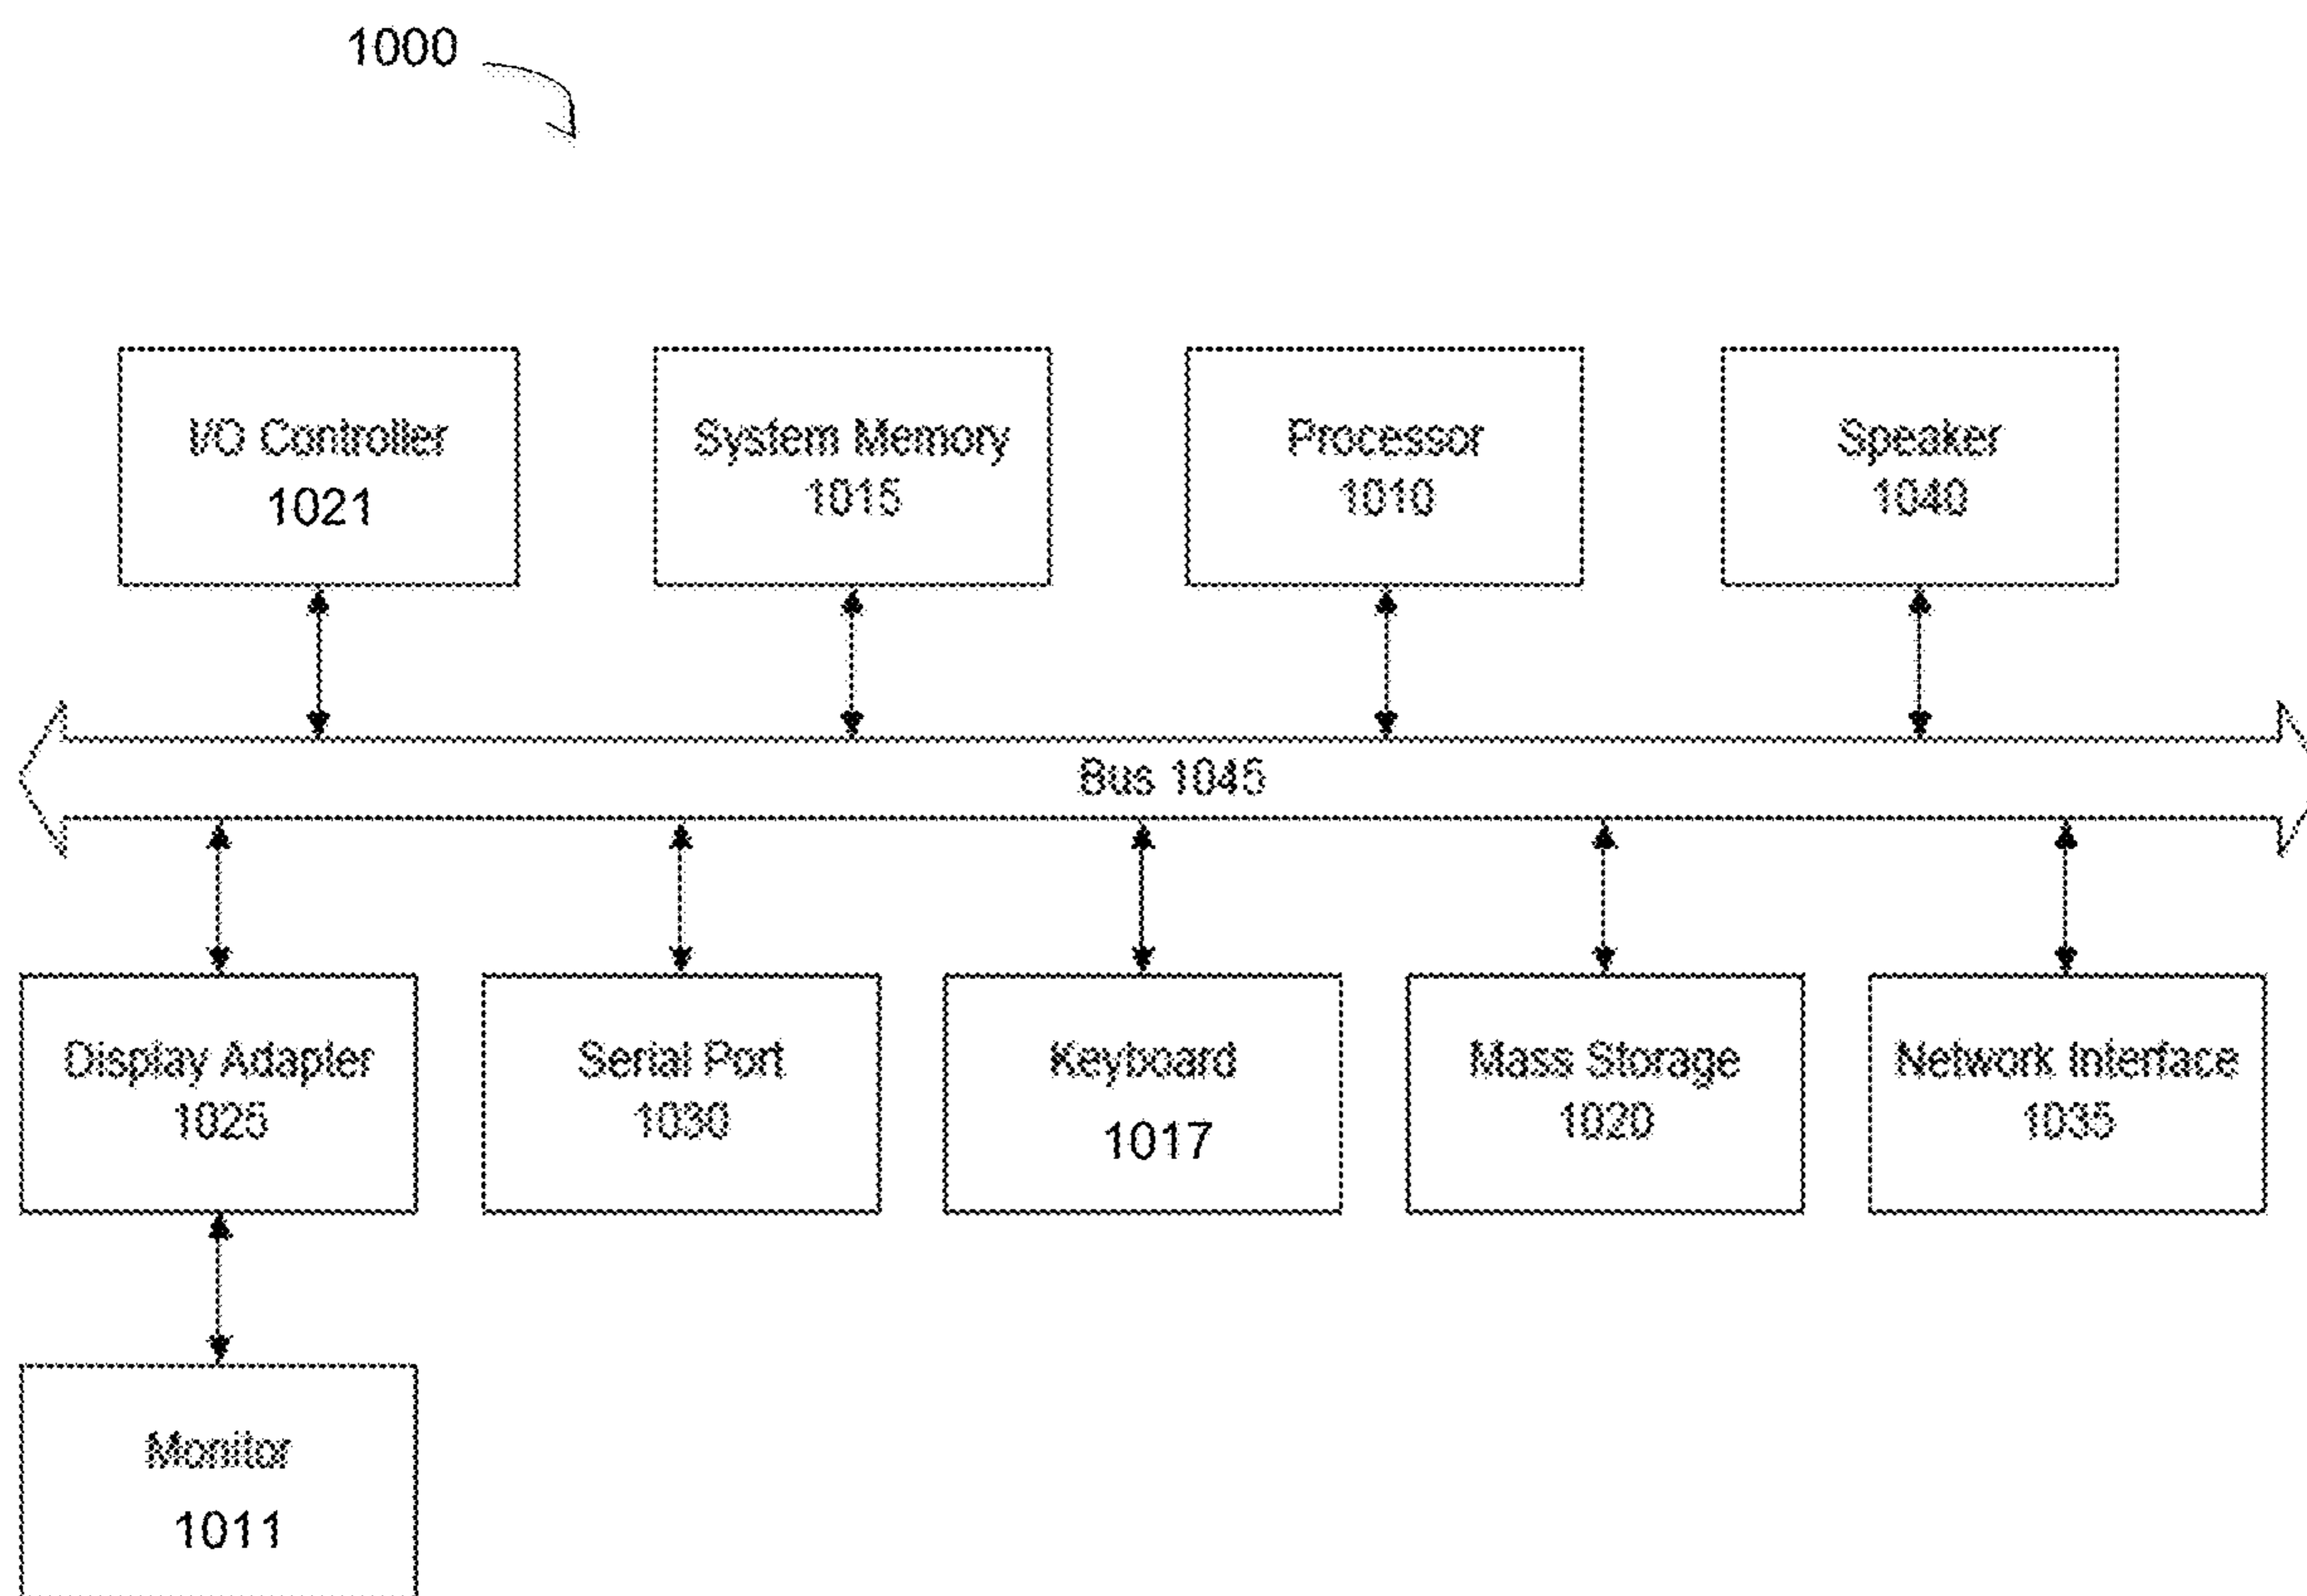 1000
I/O Controller
1021
System Memory
1015
Processor
1010
Speaker
1040
Bus 1045
Display Adapter
1025
Serial Port
1030
Keyboard
1017
Mass Storage
1020
Network Interface
1035
Monitor
1011